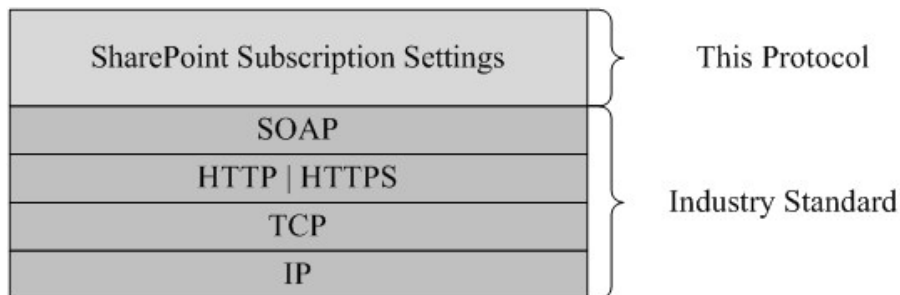 SharePoint Subscription Settings
This Protocol
SOAP
HTTP | HTTPS
TCP
IP
Industry Standard